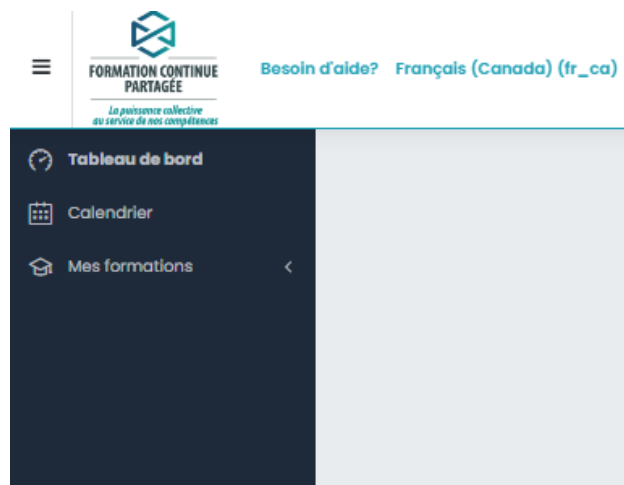 FORMATION CONTINUE
PARTAGÉE
La puissance collective
au service de nos compétences
Besoin d'aide? Français (Canada) (fr_ca)
Tableau de bord
Calendrier
Mes formations